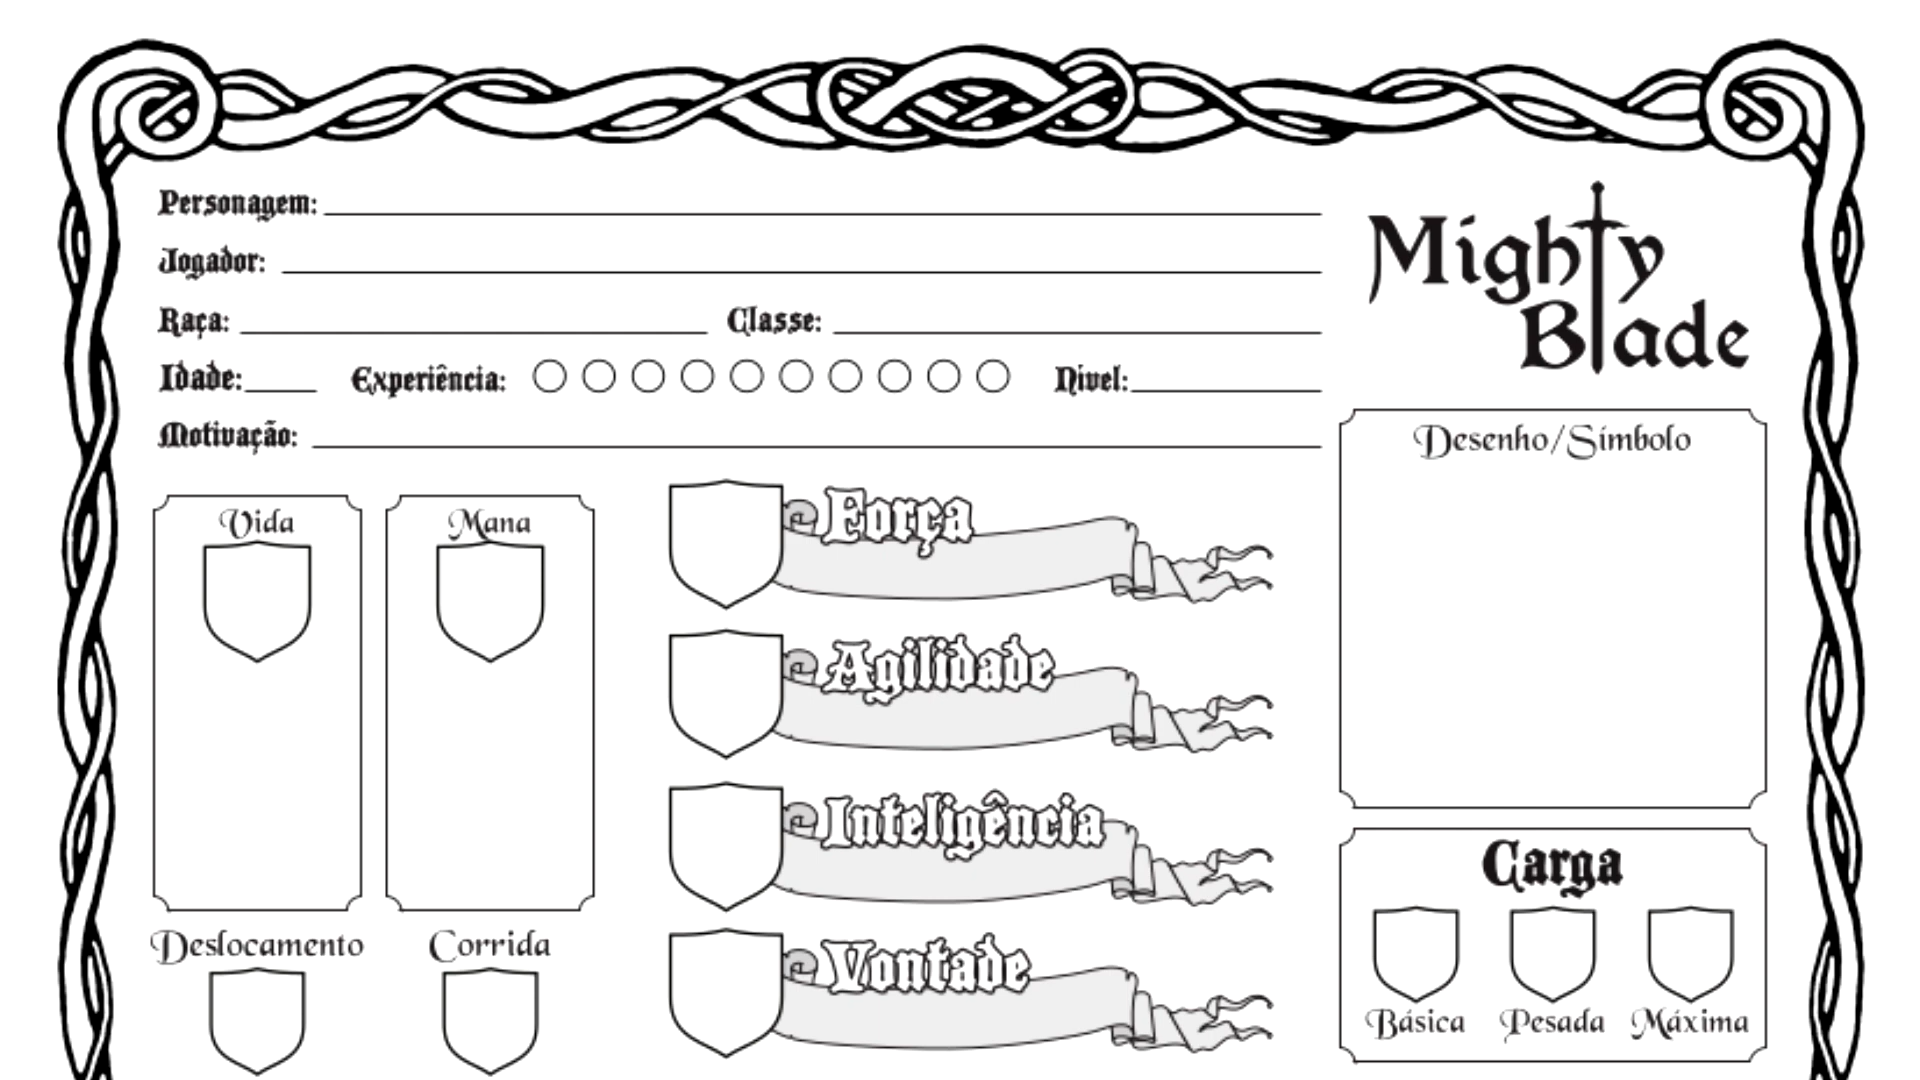 Personagem:
Jogador:
Raça: Classe:
Idade: Experiência: Nível:
Motivação:
Mighty
Blade
Desenho/Símbolo
Vida Mana
Força
Agilidade
Inteligência
Vontade
Deslocamento Corrida
Carga
Básica Pesada Máxima